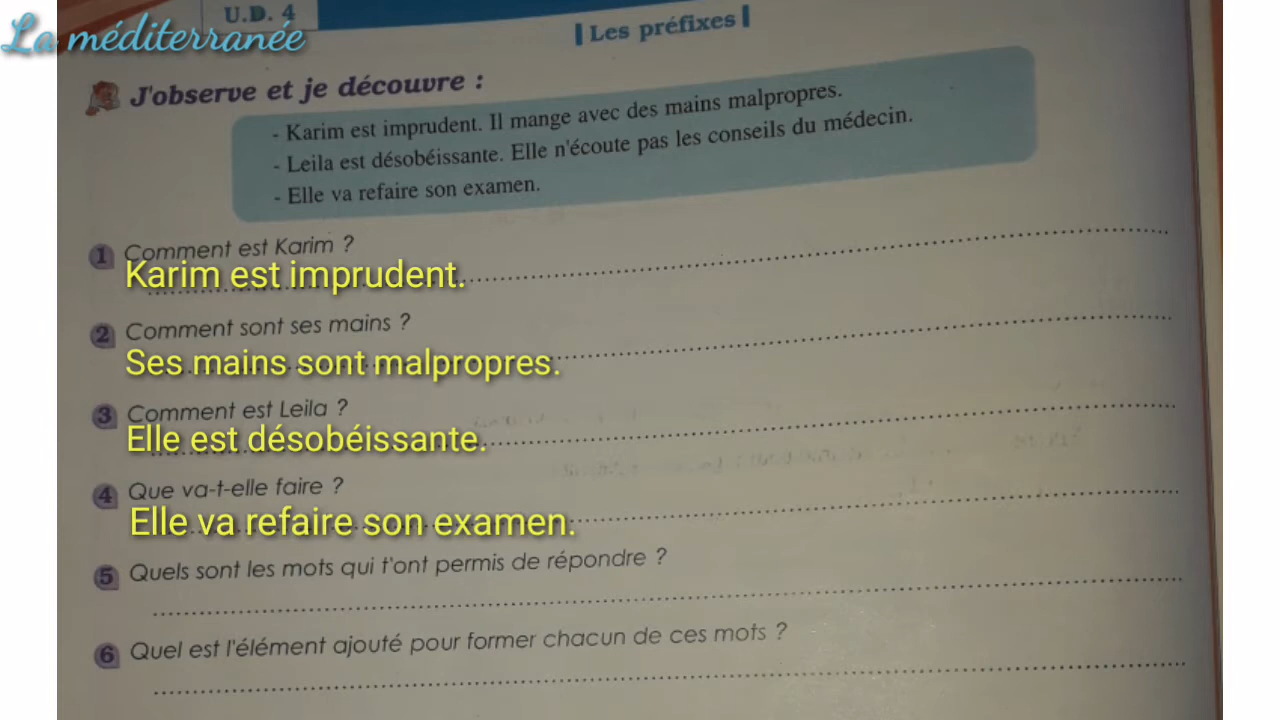 U.D. 4
La méditerranée
Les préfixes
J'observe et je découvre :
- Karim est imprudent. Il mange avec des mains malpropres.
- Leila est désobéissante. Elle n'écoute pas les conseils du médecin.
- Elle va refaire son examen.
1 Comment est Karim ?
Karim est imprudent.
2 Comment sont ses mains ?
Ses mains sont malpropres.
3 Comment est Leila ?
Elle est désobéissante.
4 Que va-t-elle faire ?
Elle va refaire son examen.
5 Quels sont les mots qui t'ont permis de répondre ?
6 Quel est l'élément ajouté pour former chacun de ces mots ?